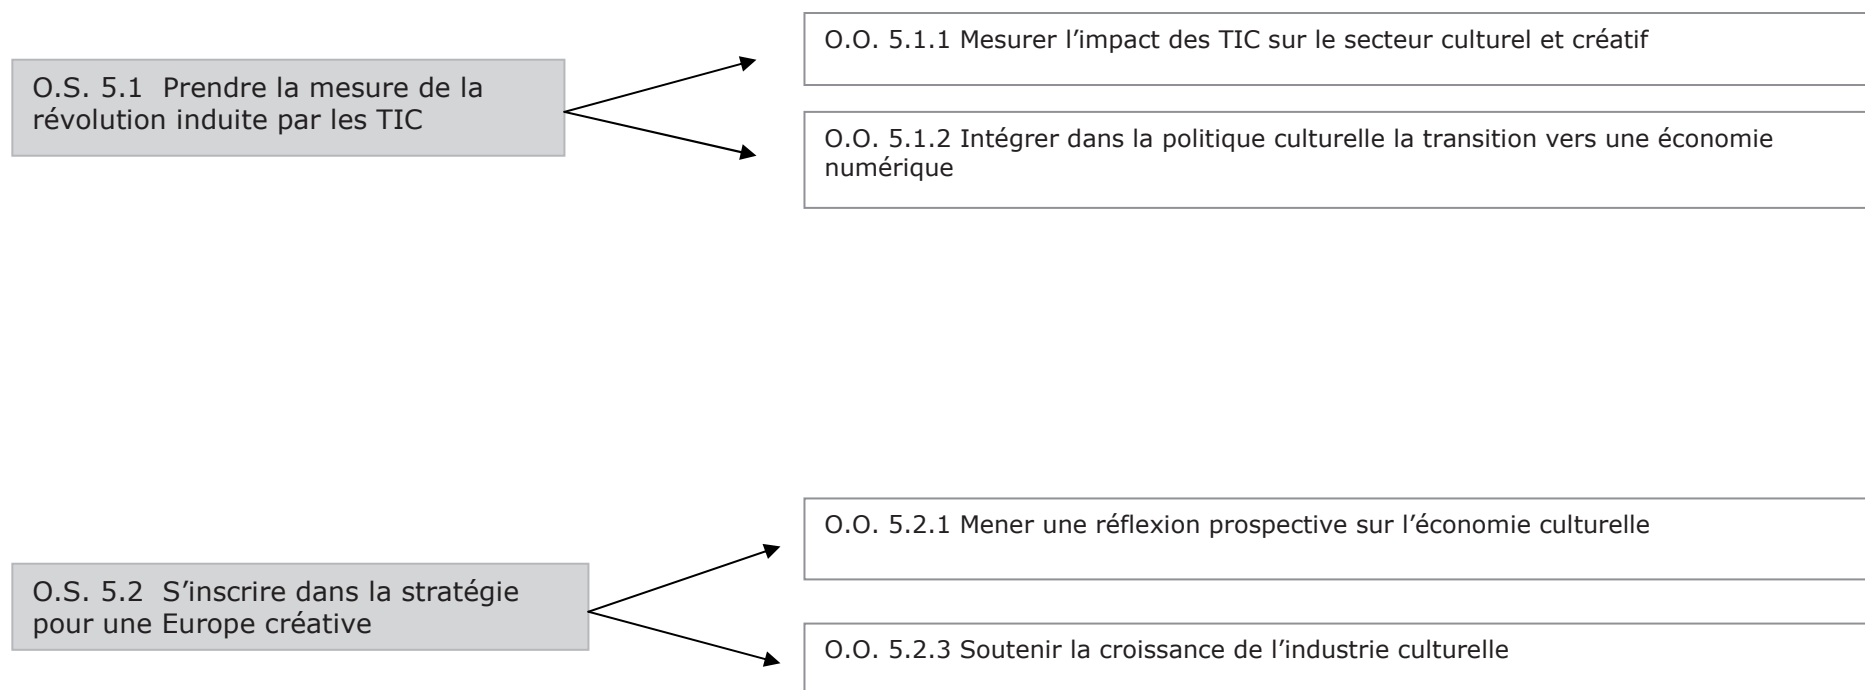 O.O. 5.1.1 Mesurer l’impact des TIC sur le secteur culturel et créatif
O.S. 5.1 Prendre la mesure de la
révolution induite par les TIC
O.O. 5.1.2 Intégrer dans la politique culturelle la transition vers une économie
numérique
O.O. 5.2.1 Mener une réflexion prospective sur l’économie culturelle
O.S. 5.2 S’inscrire dans la stratégie
pour une Europe créative
O.O. 5.2.3 Soutenir la croissance de l’industrie culturelle